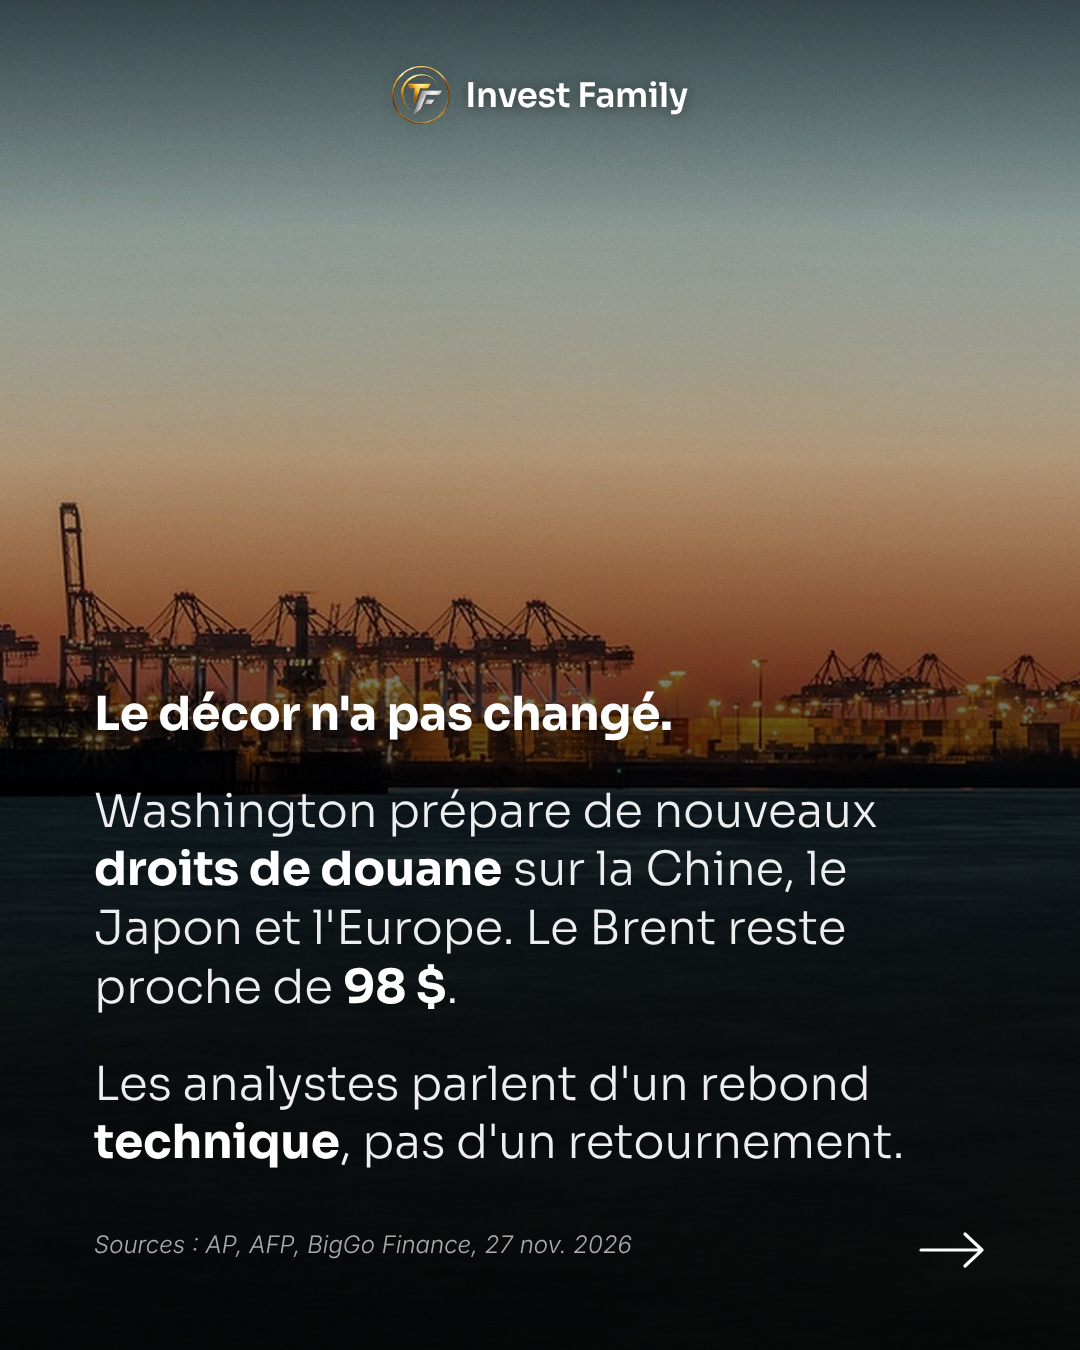 Invest Family
Le décor n'a pas changé.
Washington prépare de nouveaux
droits de douane sur la Chine, le
Japon et l'Europe. Le Brent reste
proche de 98 $.
Les analystes parlent d'un rebond
technique, pas d'un retournement.
Sources : AP, AFP, BigGo Finance, 27 nov. 2026